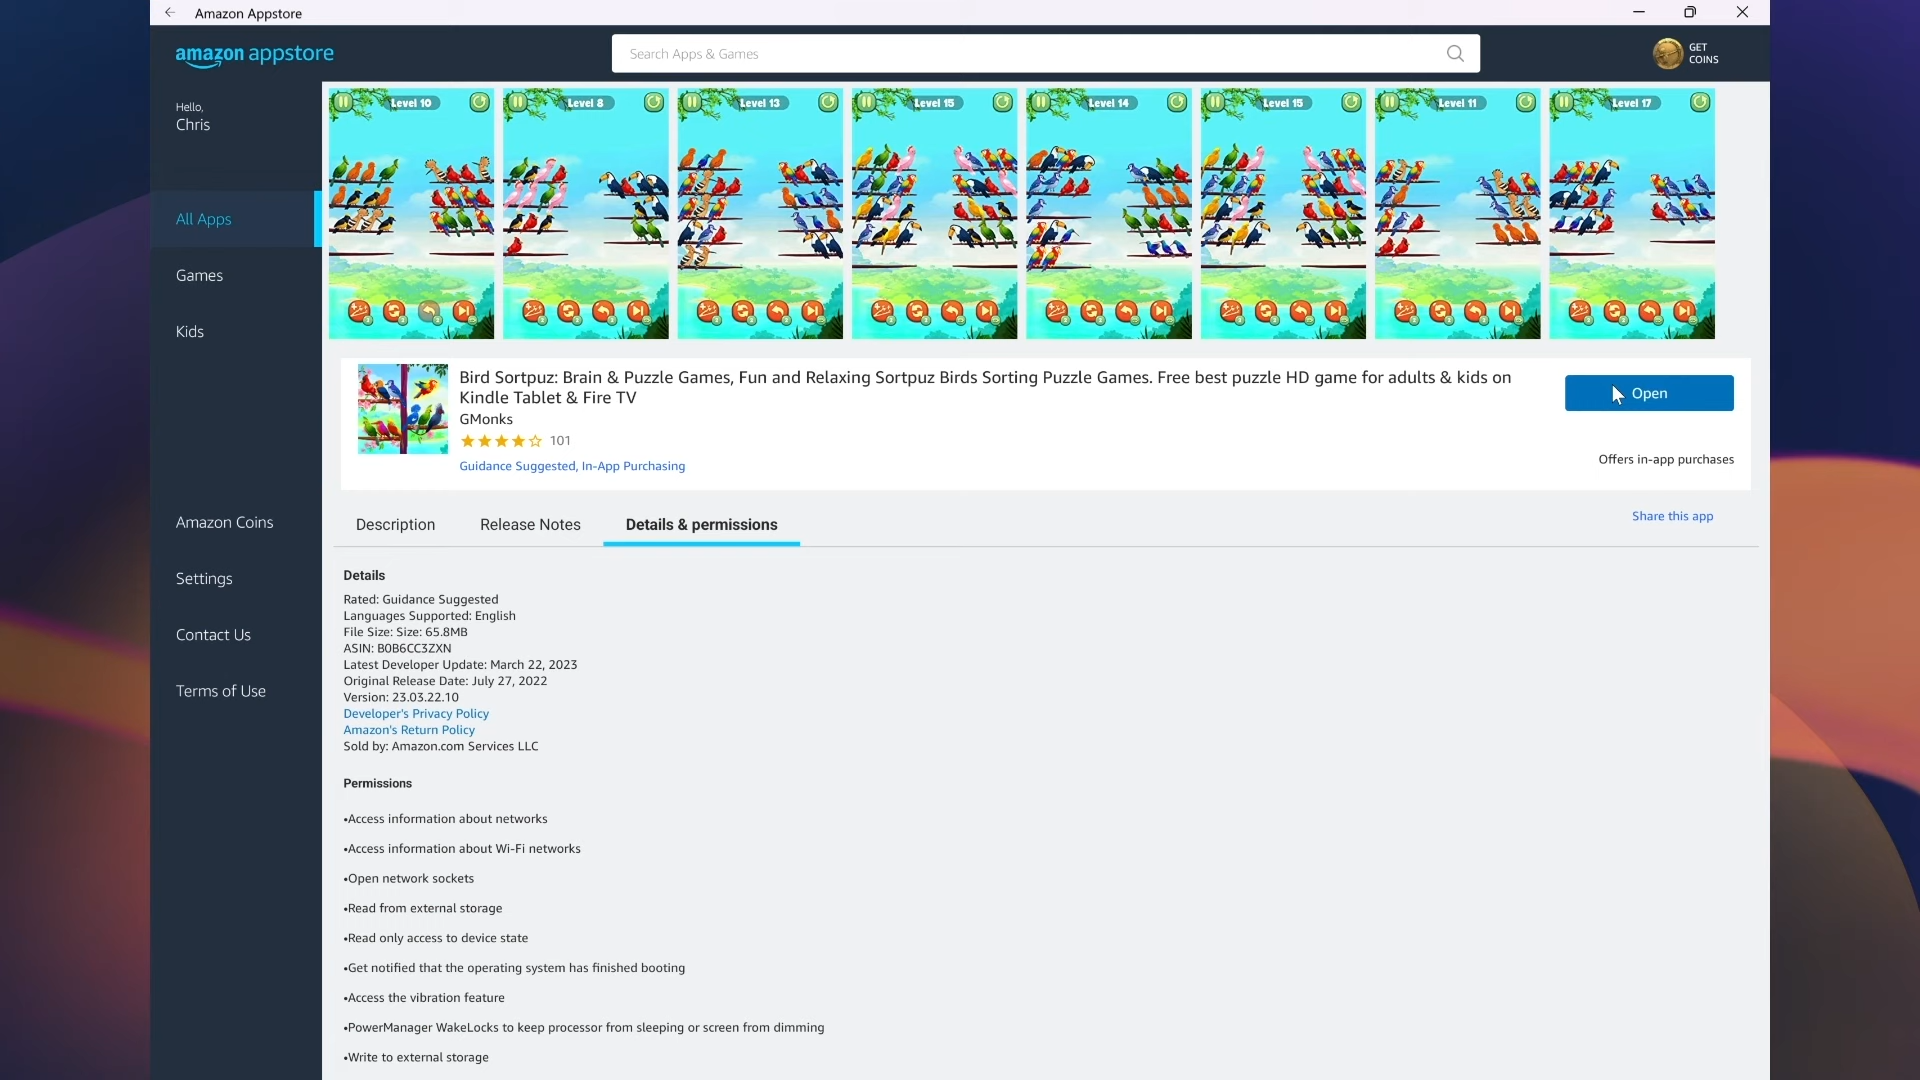 Amazon Appstore
amazon appstore
Search Apps & Games
GET
COINS
Hello,
Chris
All Apps
Games
Kids
Amazon Coins
Settings
Contact Us
Terms of Use
Level 10
Level 8
Level 13
Level 15
Level 14
Level 15
Level 11
Level 17
Bird Sortpuz: Brain & Puzzle Games, Fun and Relaxing Sortpuz Birds Sorting Puzzle Games. Free best puzzle HD game for adults & kids on
Kindle Tablet & Fire TV
GMonks
101
Guidance Suggested, In-App Purchasing
Open
Offers in-app purchases
Description
Release Notes
Details & permissions
Share this app
Details
Rated: Guidance Suggested
Languages Supported: English
File Size: Size: 65.8MB
ASIN: B0B6CC3ZXN
Latest Developer Update: March 22, 2023
Original Release Date: July 27, 2022
Version: 23.03.22.10
Developer's Privacy Policy
Amazon's Return Policy
Sold by: Amazon.com Services LLC
Permissions
•Access information about networks
•Access information about Wi-Fi networks
•Open network sockets
•Read from external storage
•Read only access to device state
•Get notified that the operating system has finished booting
•Access the vibration feature
•PowerManager WakeLocks to keep processor from sleeping or screen from dimming
•Write to external storage